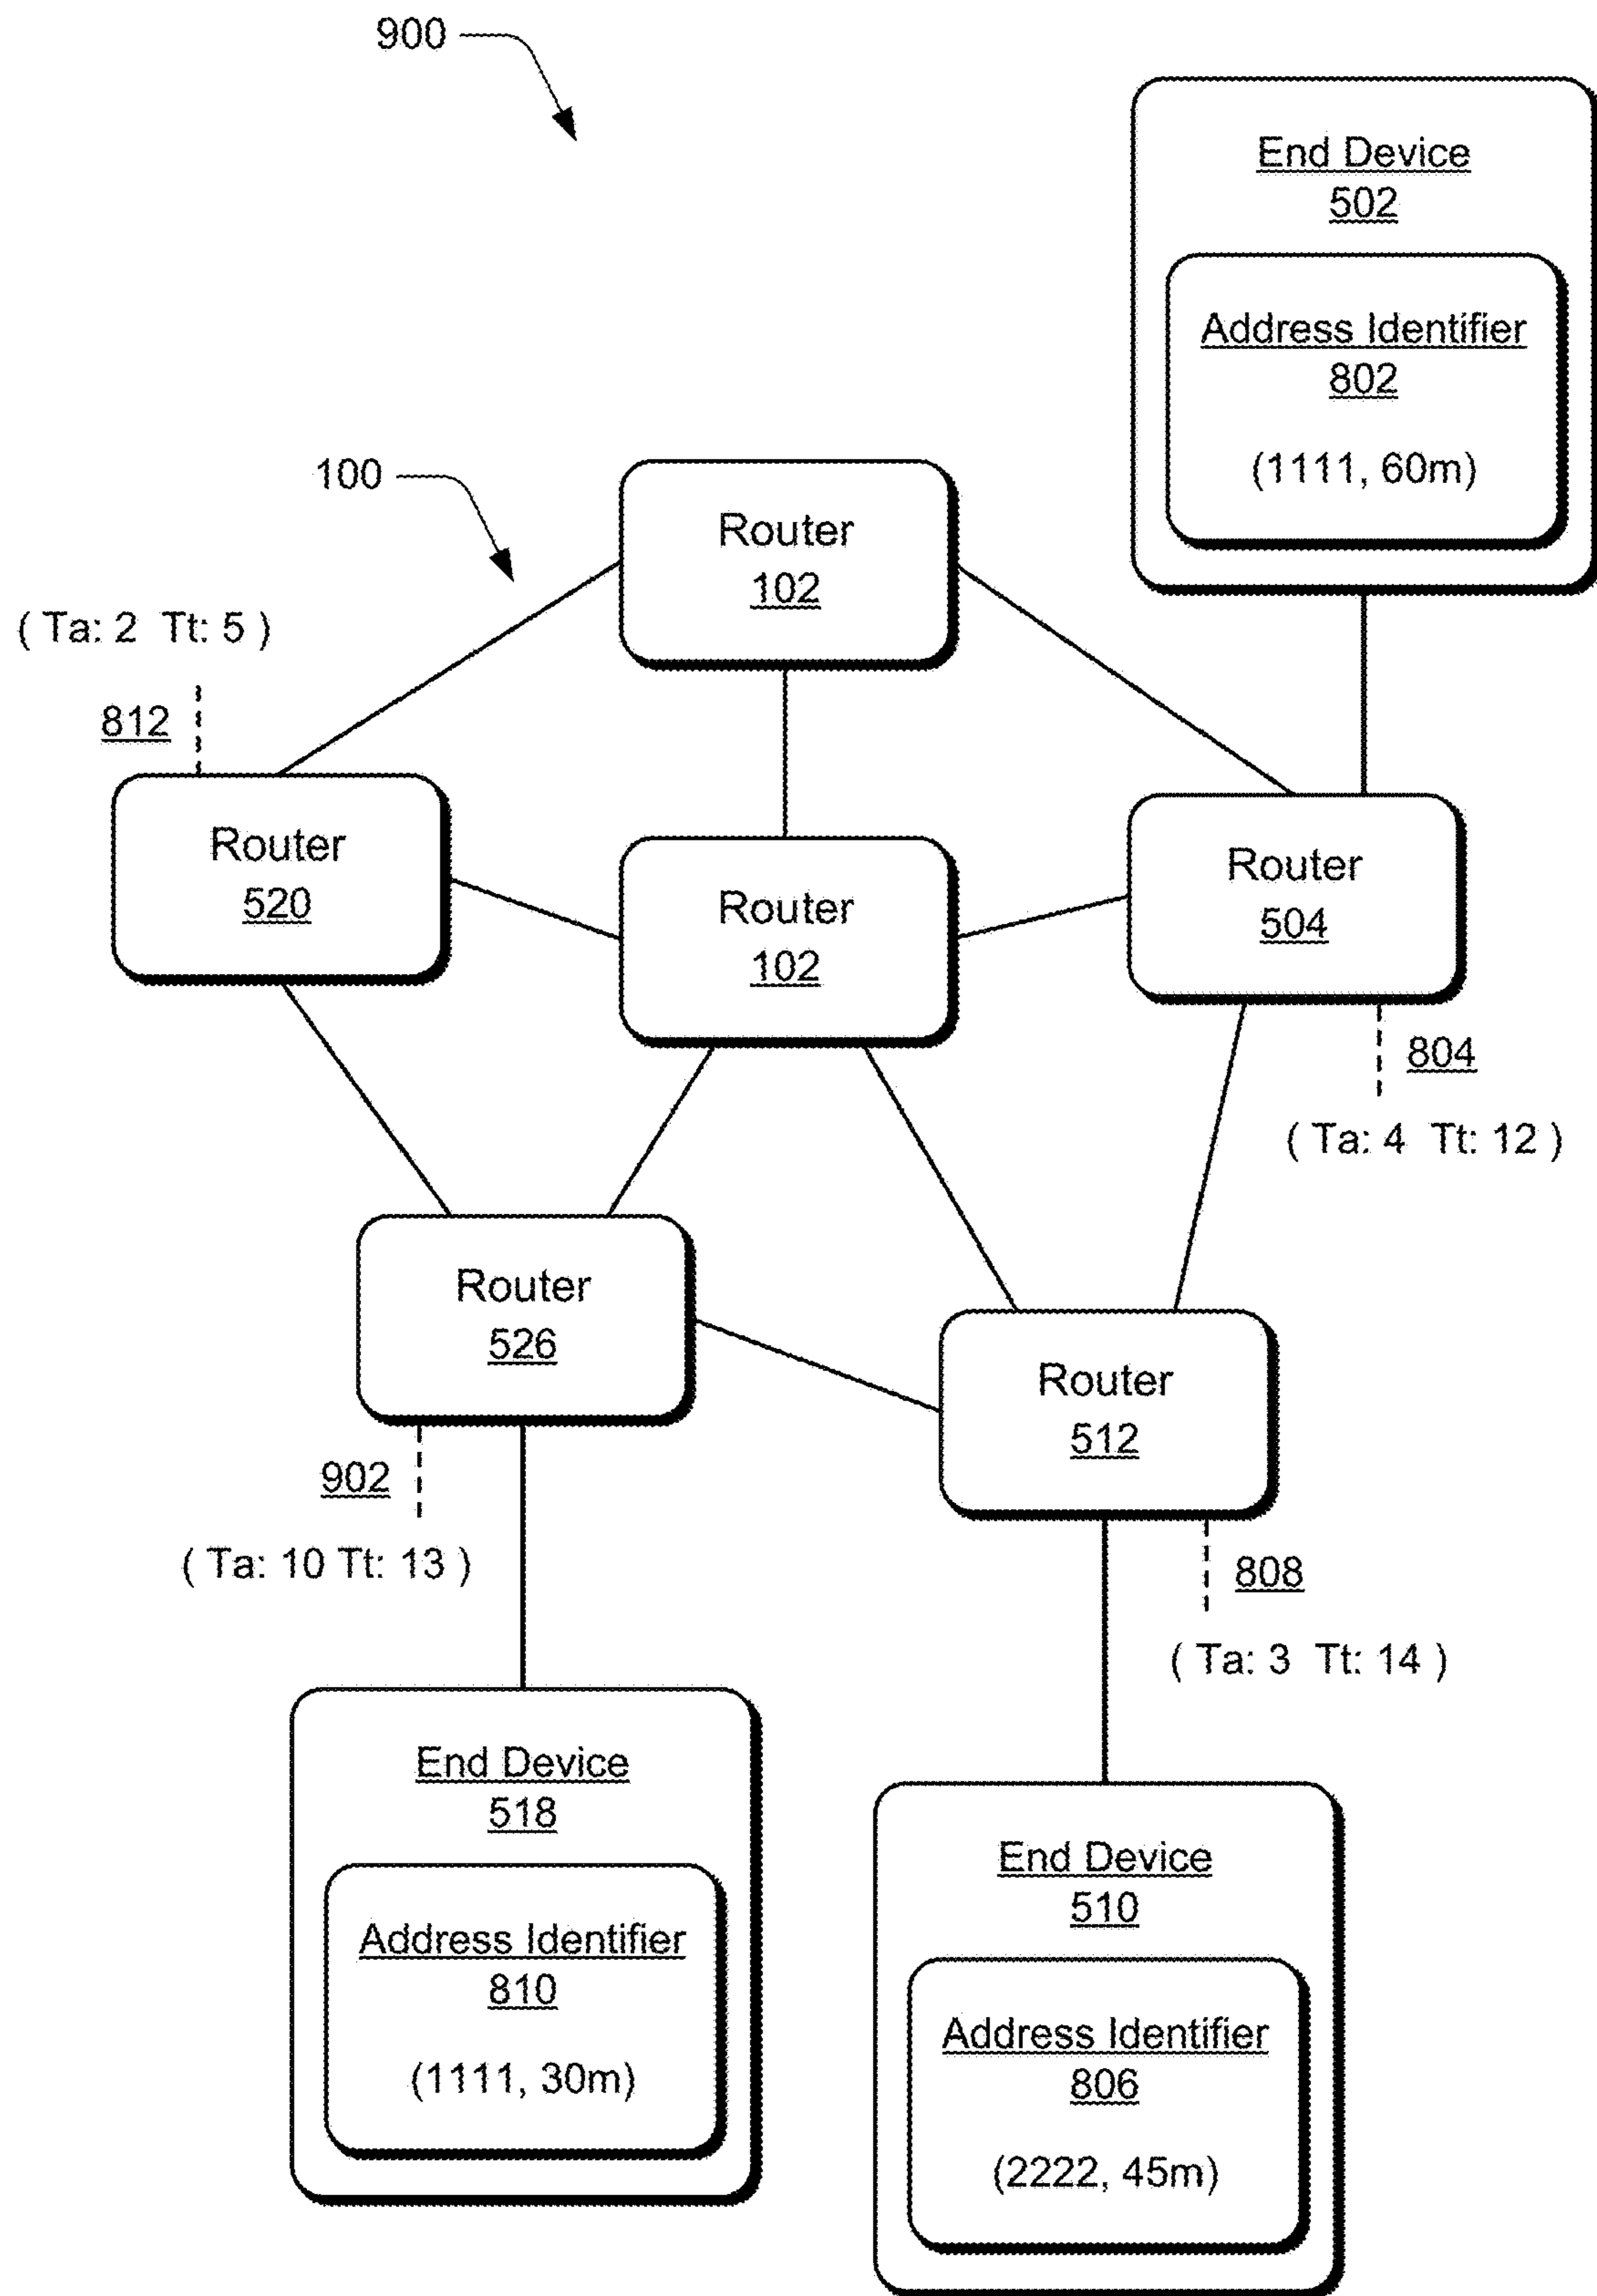 900
End Device
502
Address Identifier
802
(1111, 60m)
100
Router
102
( Ta: 2 Tt: 5 )
812
Router
520
Router
102
Router
504
804
( Ta: 4 Tt: 12 )
Router
526
Router
512
902
( Ta: 10 Tt: 13 )
808
( Ta: 3 Tt: 14 )
End Device
518
Address Identifier
810
(1111, 30m)
End Device
510
Address Identifier
806
(2222, 45m)